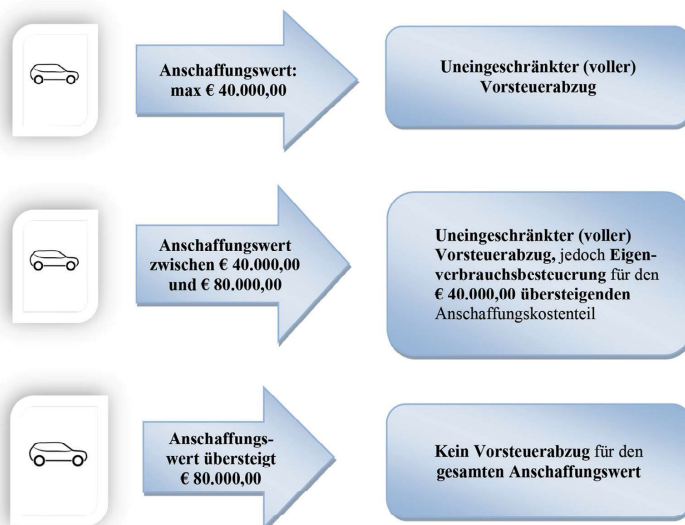 Anschaffungswert:
max € 40.000,00
Uneingeschränkter (voller)
Vorsteuerabzug
Anschaffungswert
zwischen € 40.000,00
und € 80.000,00
Uneingeschränkter (voller)
Vorsteuerabzug, jedoch Eigen-
verbrauchsbesteuerung für den
€ 40.000,00 übersteigenden
Anschaffungskostenteil
Anschaffungs-
wert übersteigt
€ 80.000,00
Kein Vorsteuerabzug für den
gesamten Anschaffungswert